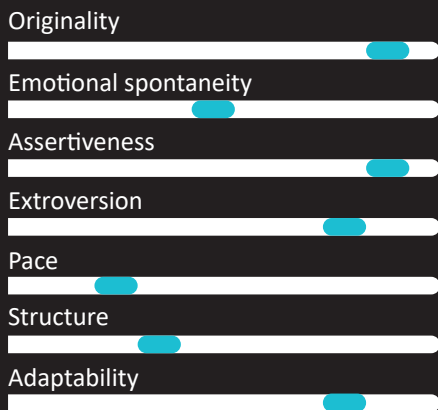 Originality
Emotional spontaneity
Assertiveness
Extroversion
Pace
Structure
Adaptability